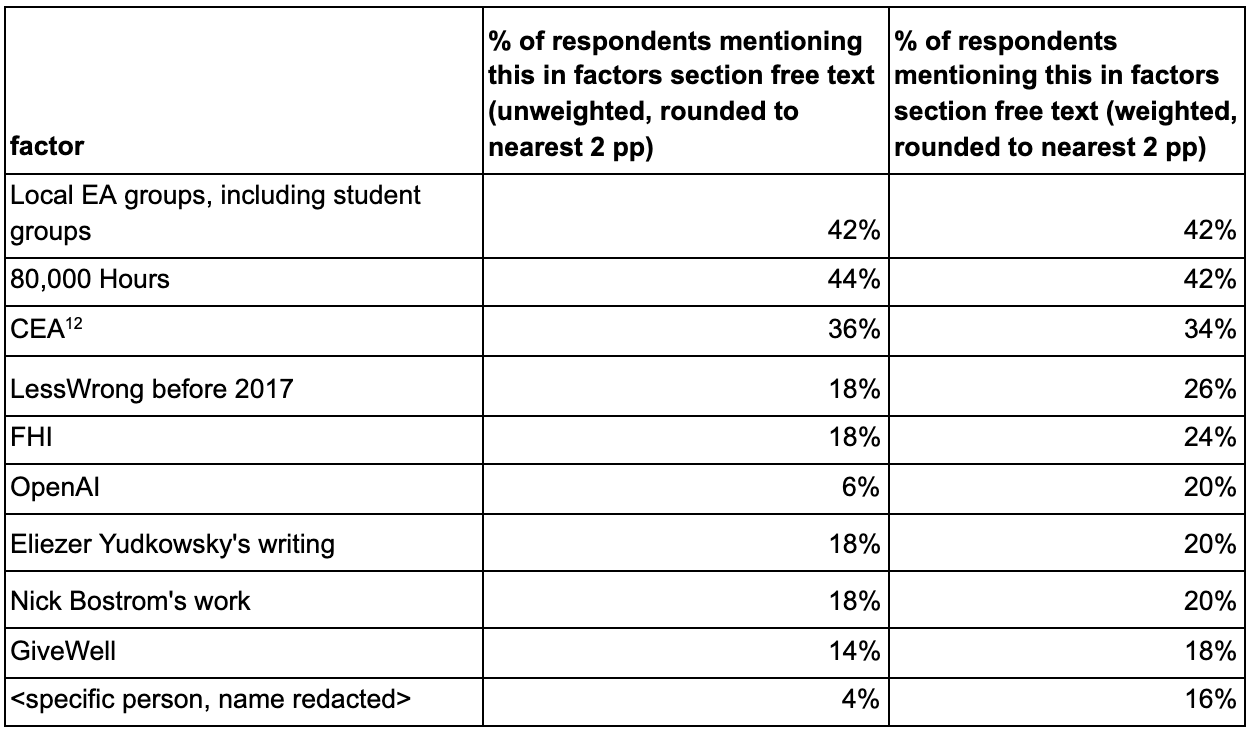 factor
% of respondents mentioning
this in factors section free text
(unweighted, rounded to
nearest 2 pp)
% of respondents
mentioning this in factors
section free text (weighted,
rounded to nearest 2 pp)
Local EA groups, including student
groups
42%
42%
80,000 Hours
44%
42%
CEA¹²
36%
34%
LessWrong before 2017
18%
26%
FHI
18%
24%
OpenAI
6%
20%
Eliezer Yudkowsky's writing
18%
20%
Nick Bostrom's work
18%
20%
GiveWell
14%
18%
<specific person, name redacted>
4%
16%